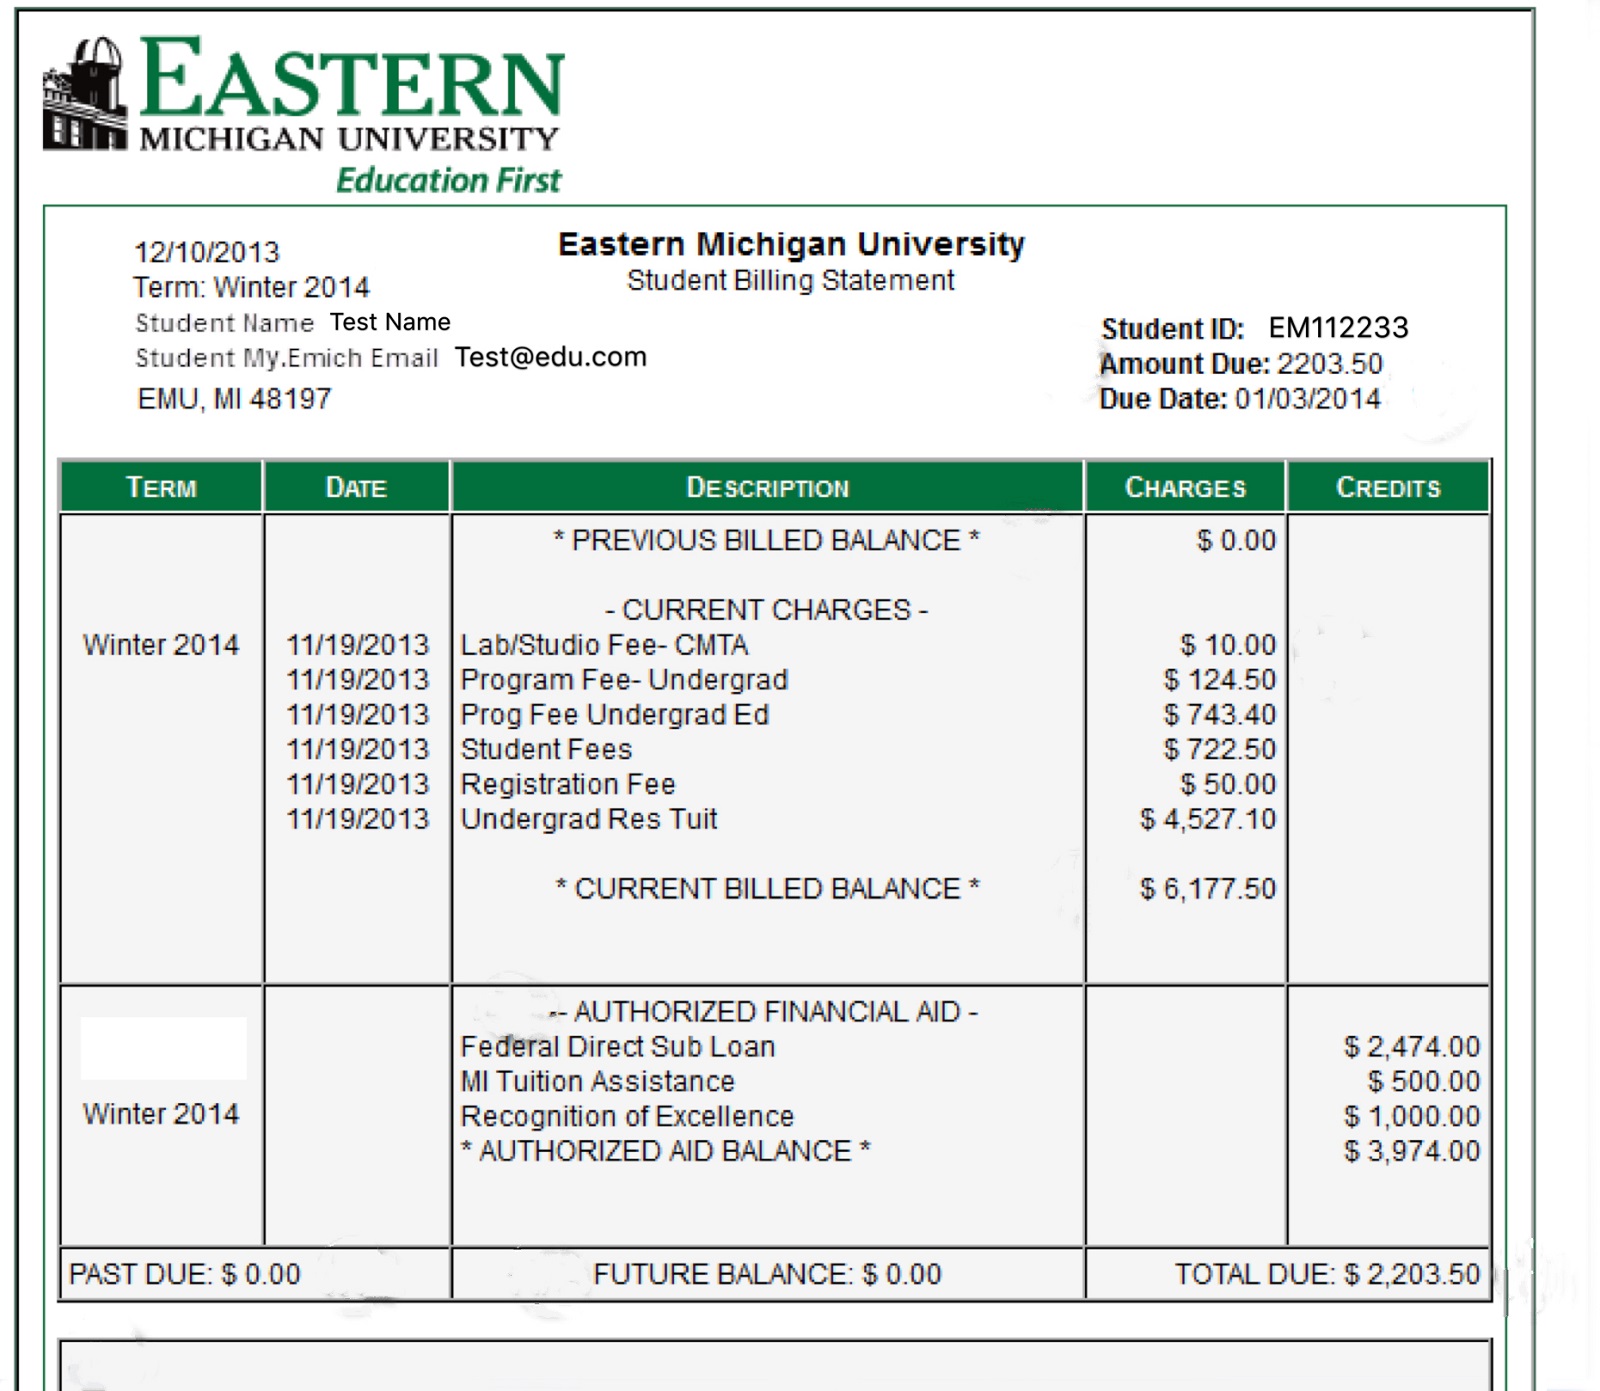 EASTERN
MICHIGAN UNIVERSITY
Education First
12/10/2013
Eastern Michigan University
Term: Winter 2014
Student Billing Statement
Student Name Test Name
Student ID: EM112233
Student My.Emich Email Test@edu.com
Amount Due: 2203.50
EMU, MI 48197
Due Date: 01/03/2014
TERM DATE DESCRIPTION CHARGES CREDITS
* PREVIOUS BILLED BALANCE * $ 0.00
- CURRENT CHARGES -
Winter 2014 11/19/2013 Lab/Studio Fee- CMTA $ 10.00
11/19/2013 Program Fee- Undergrad $ 124.50
11/19/2013 Prog Fee Undergrad Ed $ 743.40
11/19/2013 Student Fees $ 722.50
11/19/2013 Registration Fee $ 50.00
11/19/2013 Undergrad Res Tuit $ 4,527.10
* CURRENT BILLED BALANCE * $ 6,177.50
-- AUTHORIZED FINANCIAL AID -
Federal Direct Sub Loan $ 2,474.00
MI Tuition Assistance $ 500.00
Winter 2014 Recognition of Excellence $ 1,000.00
* AUTHORIZED AID BALANCE * $ 3,974.00
PAST DUE: $ 0.00 FUTURE BALANCE: $ 0.00 TOTAL DUE: $ 2,203.50